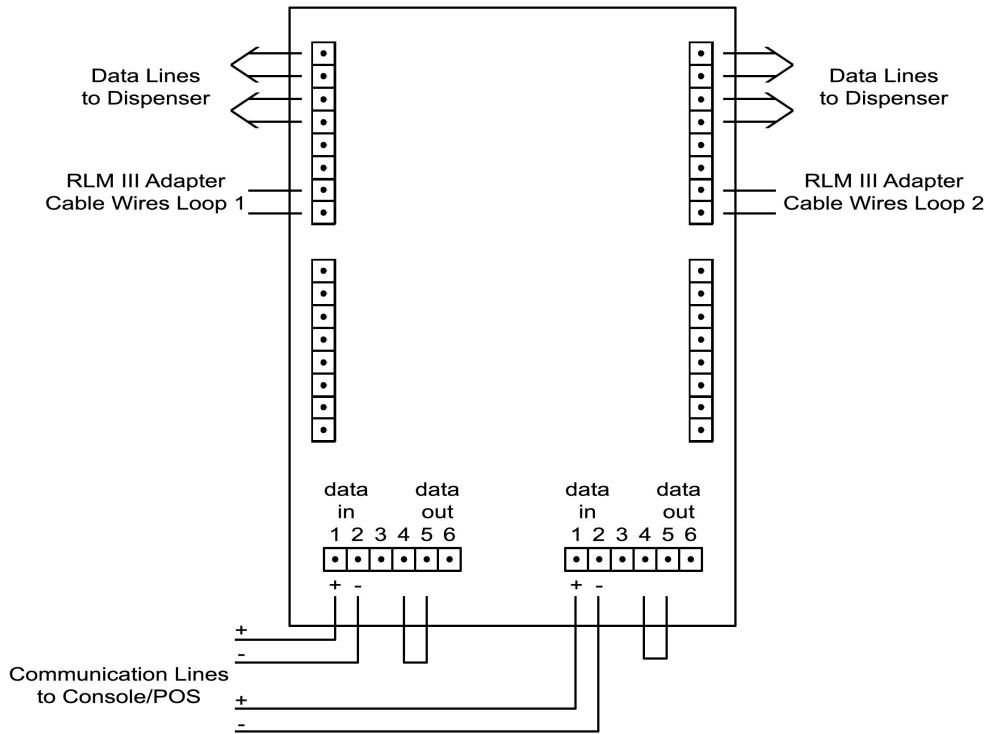 Data Lines
to Dispenser
Data Lines
to Dispenser
RLM III Adapter
Cable Wires Loop 1
RLM III Adapter
Cable Wires Loop 2
data in
data out
1 2 3 4 5 6
+ -
data in
data out
1 2 3 4 5 6
+ -
+
-
Communication Lines
to Console/POS
+
-